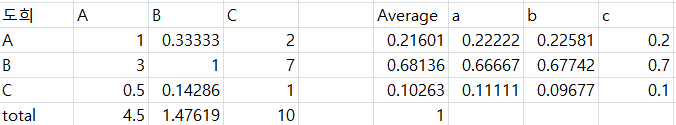 도희 A B C Average a b c
A 1 0.33333 2 0.21601 0.22222 0.22581 0.2
B 3 1 7 0.68136 0.66667 0.67742 0.7
C 0.5 0.14286 1 0.10263 0.11111 0.09677 0.1
total 4.5 1.47619 10 1